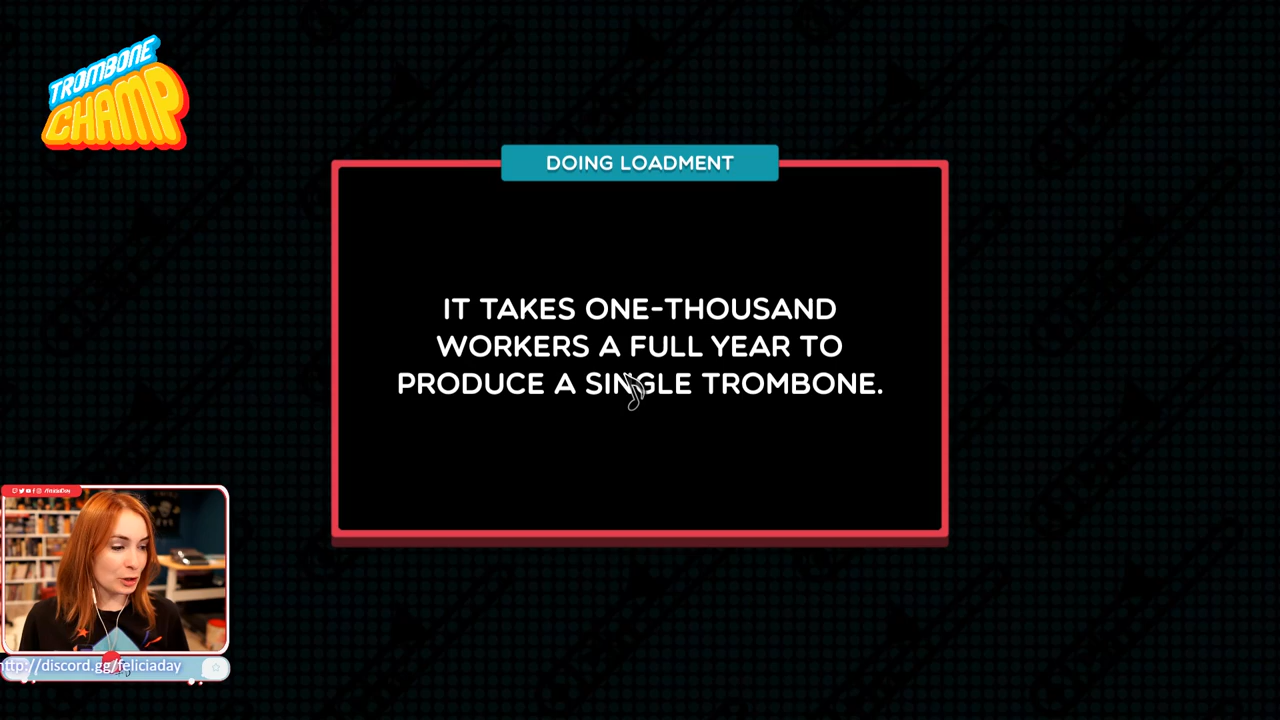 TROMBONE
CHAMP
DOING LOADMENT
IT TAKES ONE-THOUSAND
WORKERS A FULL YEAR TO
PRODUCE A SINGLE TROMBONE.
/feliciaday
http://discord.gg/feliciaday